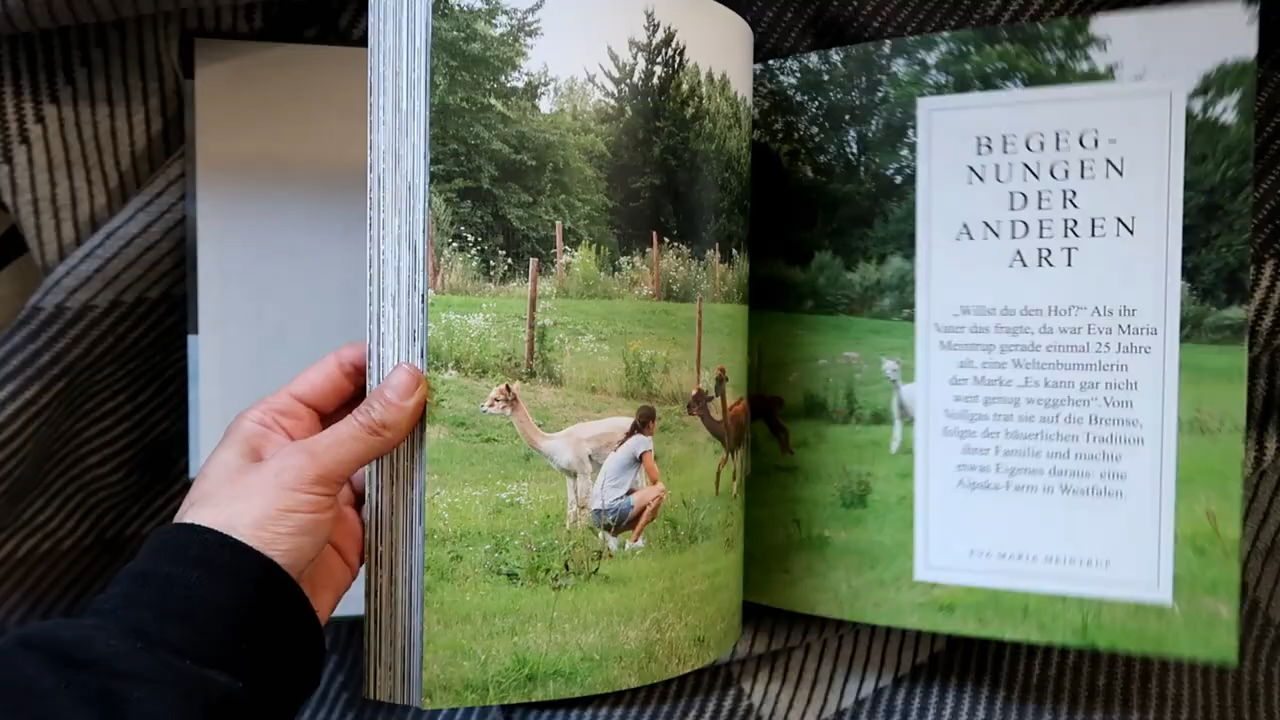 BEGEG-
NUNGEN
DER
ANDEREN
ART
„Willst du den Hof?“ Als ihr
Vater das fragte, da war Eva Maria
Meintrup gerade einmal 25 Jahre
alt, eine Weltenbummlerin
der Marke „Es kann gar nicht
weit genug weggehen“. Vom
Vollgas trat sie auf die Bremse,
folgte der bäuerlichen Tradition
ihrer Familie und machte
etwas Eigenes daraus: eine
Alpaka-Farm in Westfalen.
EVA MARIA MEINTRUP